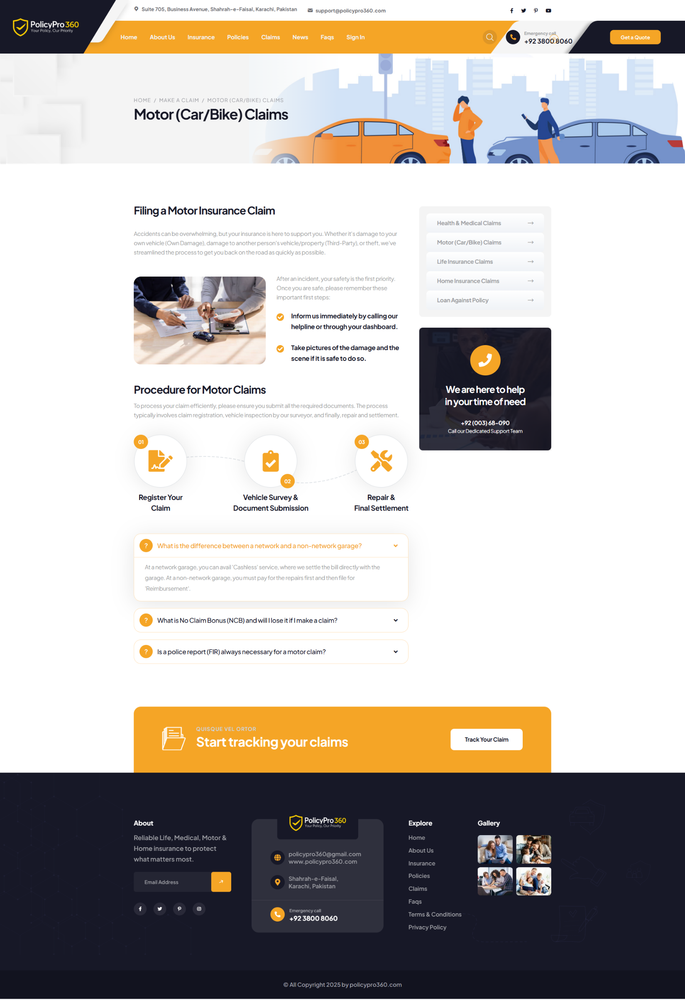 Suite 705, Business Avenue, Shahrah-e-Faisal, Karachi, Pakistan
support@policypro360.com
PolicyPro360
Your Policy, Our Priority
Home
About Us
Insurance
Policies
Claims
News
Faqs
Sign In
Emergency call
+92 3800 8060
Get a Quote
HOME / MAKE A CLAIM / MOTOR (CAR/BIKE) CLAIMS
Motor (Car/Bike) Claims
Filing a Motor Insurance Claim
Accidents can be overwhelming, but your insurance is here to support you. Whether it's damage to your
own vehicle (Own Damage), damage to another person's vehicle/property (Third-Party), or theft, we've
streamlined the process to get you back on the road as quickly as possible.
After an incident, your safety is the first priority.
Once you are safe, please remember these
important first steps:
Inform us immediately by calling our
helpline or through your dashboard.
Take pictures of the damage and the
scene if it is safe to do so.
Procedure for Motor Claims
To process your claim efficiently, please ensure you submit all the required documents. The process
typically involves claim registration, vehicle inspection by our surveyor, and finally, repair and settlement.
01
Register Your
Claim
02
Vehicle Survey &
Document Submission
03
Repair &
Final Settlement
? What is the difference between a network and a non-network garage?
At a network garage, you can avail 'Cashless' service, where we settle the bill directly with the
garage. At a non-network garage, you must pay for the repairs first and then file for
'Reimbursement'.
? What is No Claim Bonus (NCB) and will I lose it if I make a claim?
? Is a police report (FIR) always necessary for a motor claim?
Health & Medical Claims
Motor (Car/Bike) Claims
Life Insurance Claims
Home Insurance Claims
Loan Against Policy
We are here to help
in your time of need
+92 (003) 68-090
Call our Dedicated Support Team
QUISQUE VEL ORTOR
Start tracking your claims
Track Your Claim
About
Reliable Life, Medical, Motor &
Home insurance to protect
what matters most.
Email Address
PolicyPro360
Your Policy, Our Priority
policypro360@gmail.com
www.policypro360.com
Shahrah-e-Faisal,
Karachi, Pakistan
Emergency call
+92 3800 8060
Explore
Home
About Us
Insurance
Policies
Claims
Faqs
Terms & Conditions
Privacy Policy
Gallery
© All Copyright 2025 by policypro360.com